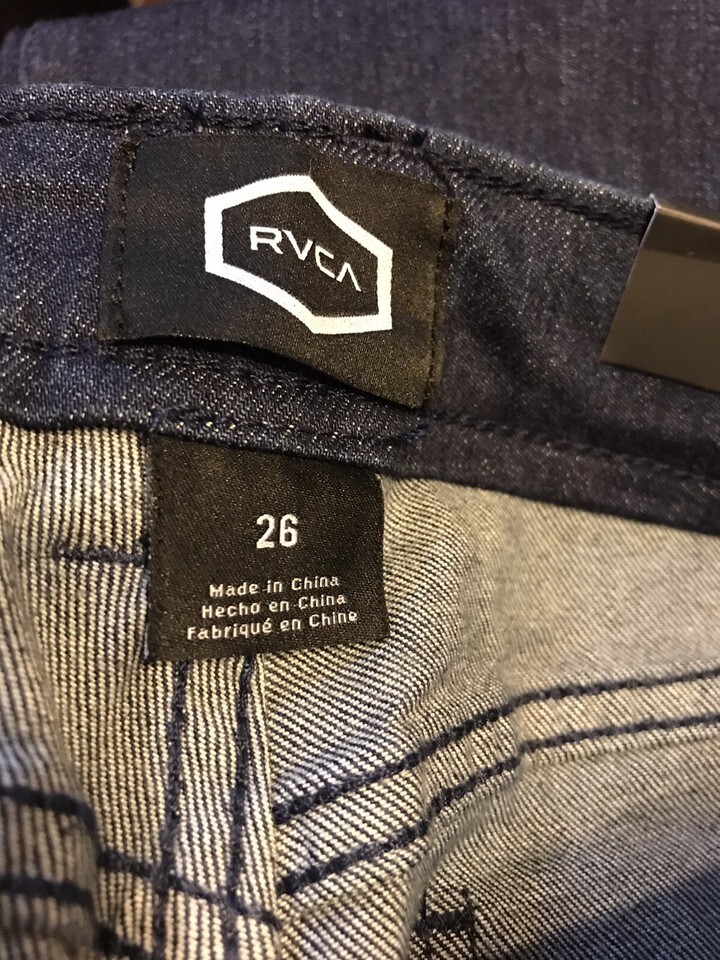 RVCA
26
Made in China
Hecho en China
Fabriqué en Chine